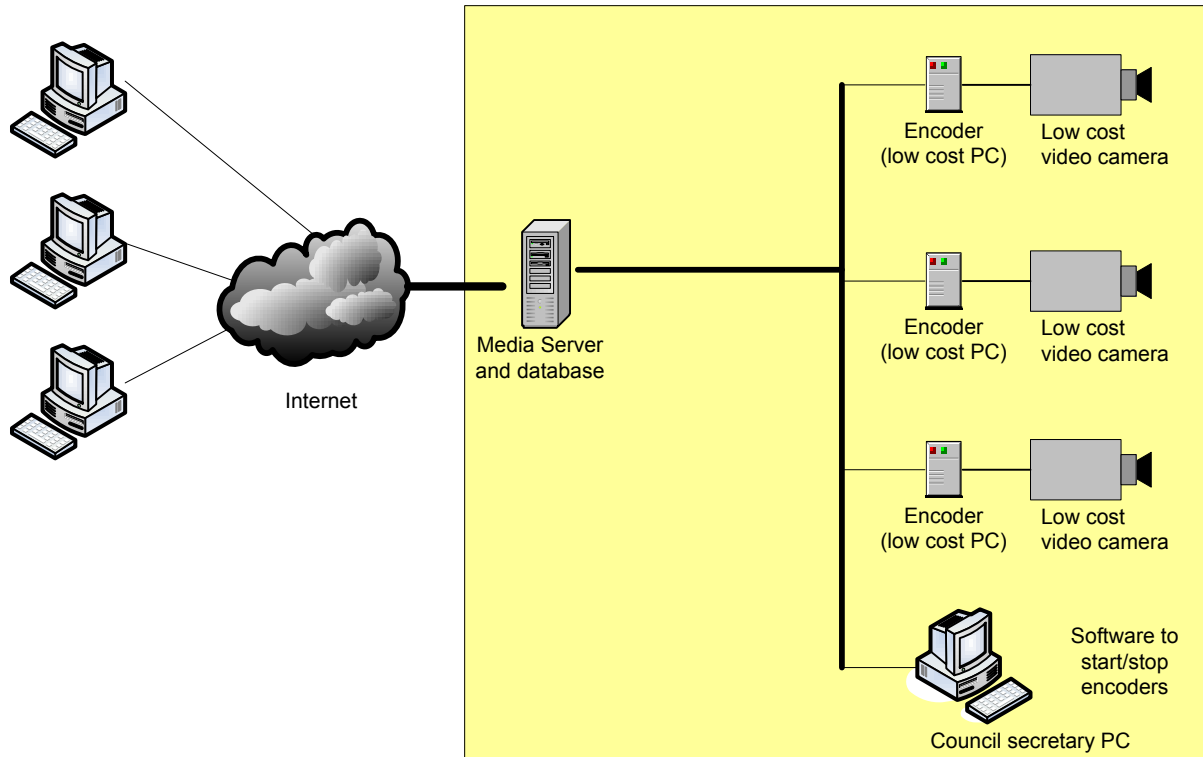 Encoder
(low cost PC)
Low cost
video camera
Encoder
(low cost PC)
Low cost
video camera
Media Server
and database
Internet
Encoder
(low cost PC)
Low cost
video camera
Software to
start/stop
encoders
Council secretary PC